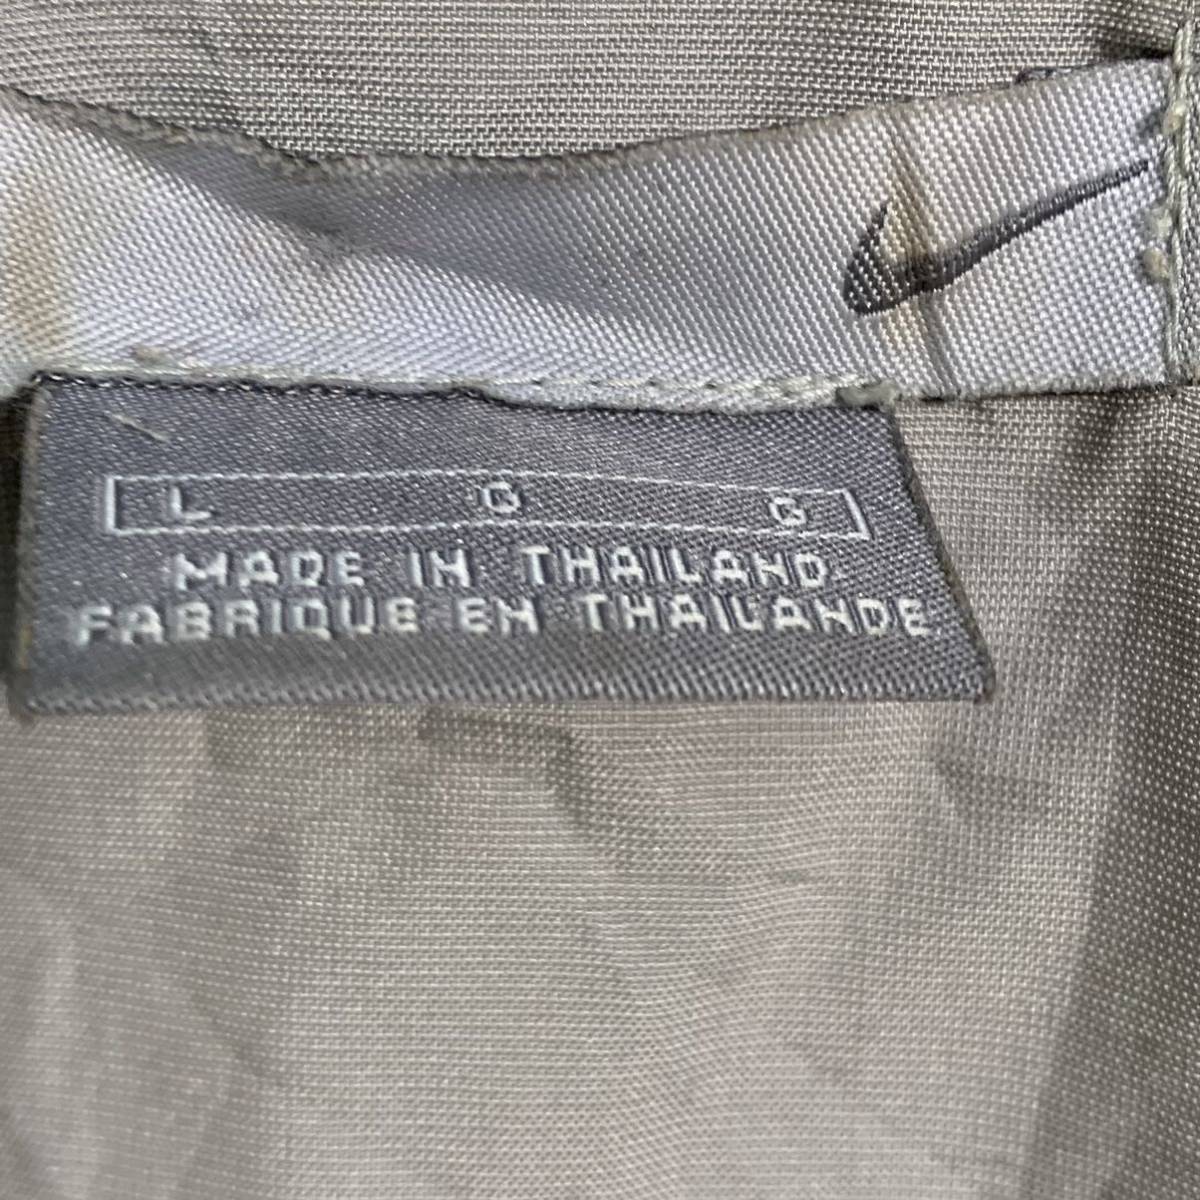 L G G
MADE IN THAILAND
FABRIQUE EN THAILANDE